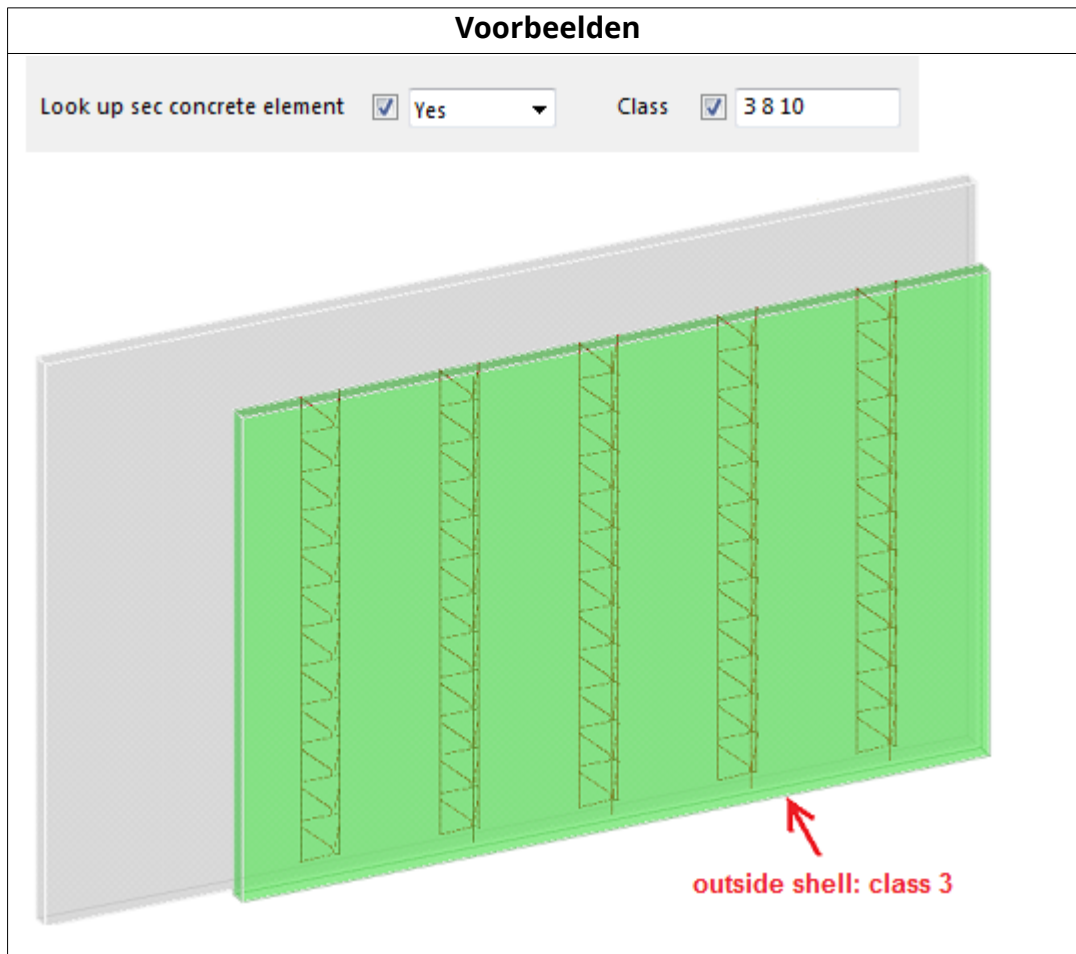 Voorbeelden
Look up sec concrete element Yes Class 3 8 10
outside shell: class 3